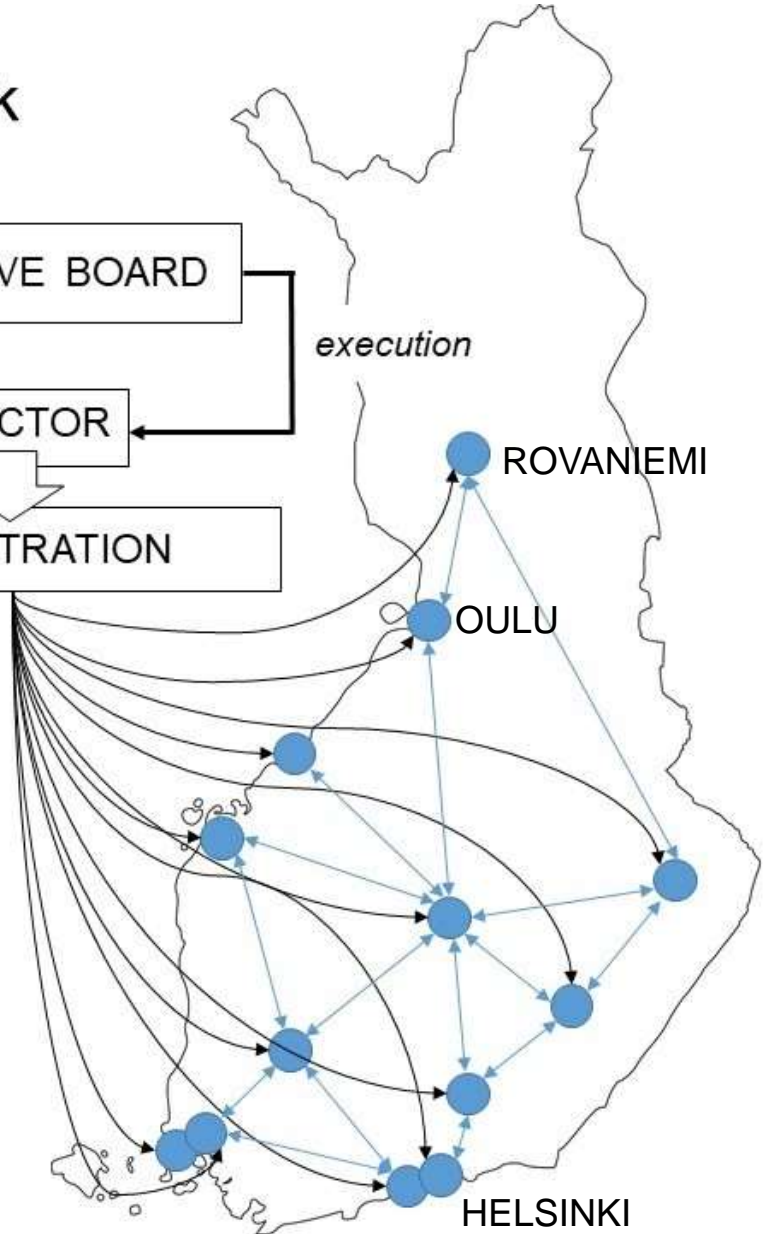 K
VE BOARD
execution
CTOR
ROVANIEMI
TRATION
OULU
HELSINKI